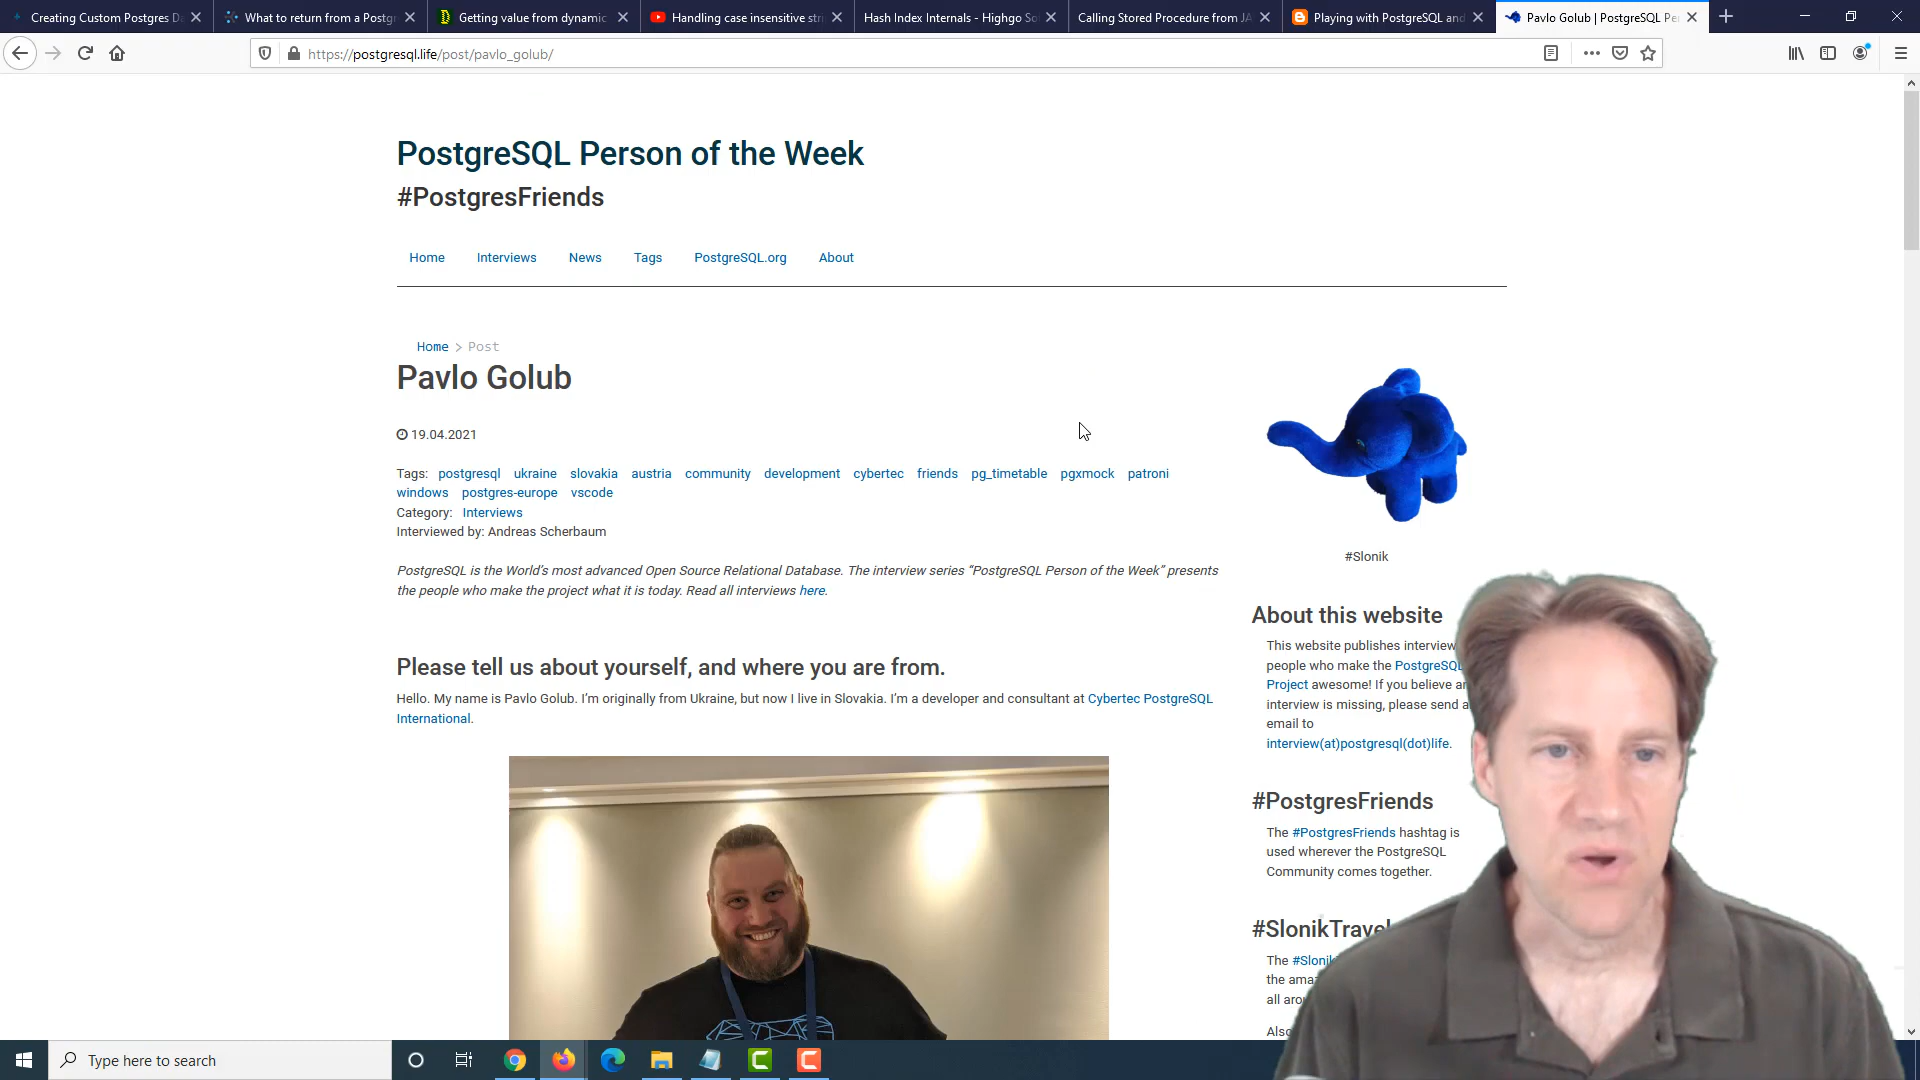 Creating Custom Postgres Da
What to return from a Postgr
Getting value from dynamic
Handling case insensitive stri
Hash Index Internals - Highgo So
Calling Stored Procedure from JA
Playing with PostgreSQL and
Pavlo Golub | PostgreSQL Pe
https://postgresql.life/post/pavlo_golub/
PostgreSQL Person of the Week
#PostgresFriends
Home Interviews News Tags PostgreSQL.org About
Home > Post
Pavlo Golub
19.04.2021
Tags: postgresql ukraine slovakia austria community development cybertec friends pg_timetable pgxmock patroni
windows postgres-europe vscode
Category: Interviews
Interviewed by: Andreas Scherbaum
PostgreSQL is the World's most advanced Open Source Relational Database. The interview series “PostgreSQL Person of the Week” presents
the people who make the project what it is today. Read all interviews here.
Please tell us about yourself, and where you are from.
Hello. My name is Pavlo Golub. I'm originally from Ukraine, but now I live in Slovakia. I'm a developer and consultant at Cybertec PostgreSQL
International.
#Slonik
About this website
This website publishes interview
people who make the PostgreSQL
Project awesome! If you believe an
interview is missing, please send a
email to
interview(at)postgresql(dot)life.
#PostgresFriends
The #PostgresFriends hashtag is
used wherever the PostgreSQL
Community comes together.
#SlonikTravel
The #Slonik
the ama
all arou
Also
Type here to search